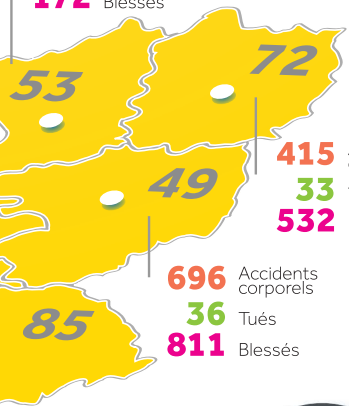 172 Blessés
72
53
415
33
49
532
696 Accidents
corporels
36 Tués
85
811 Blessés